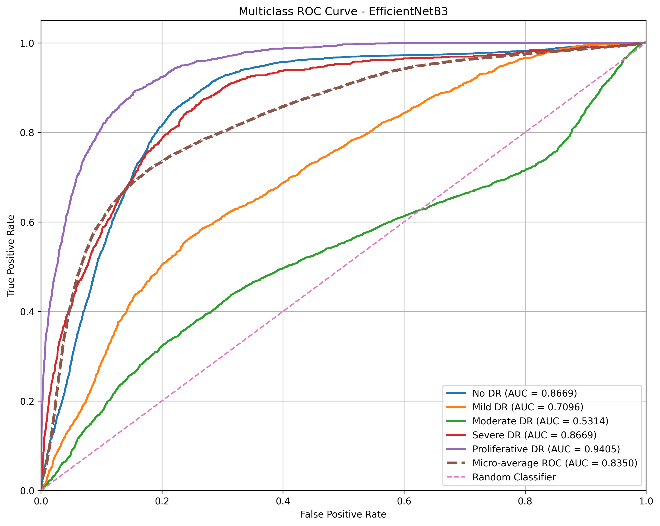 Multiclass ROC Curve - EfficientNetB3
True Positive Rate
1.0
0.8
0.6
0.4
0.2
0.0
No DR (AUC = 0.8669)
Mild DR (AUC = 0.7096)
Moderate DR (AUC = 0.5314)
Severe DR (AUC = 0.8669)
Proliferative DR (AUC = 0.9405)
Micro-average ROC (AUC = 0.8350)
Random Classifier
0.0 0.2 0.4 0.6 0.8 1.0
False Positive Rate